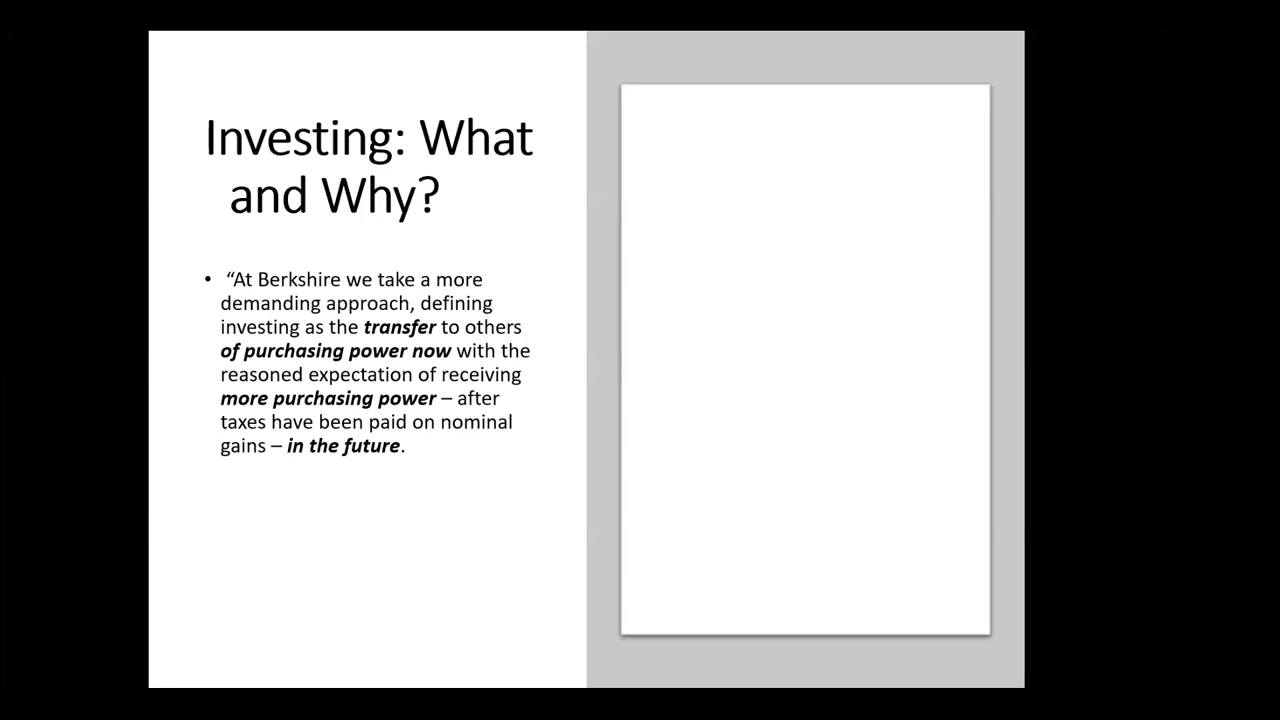 Investing: What
and Why?
• “At Berkshire we take a more
demanding approach, defining
investing as the transfer to others
of purchasing power now with the
reasoned expectation of receiving
more purchasing power – after
taxes have been paid on nominal
gains – in the future.